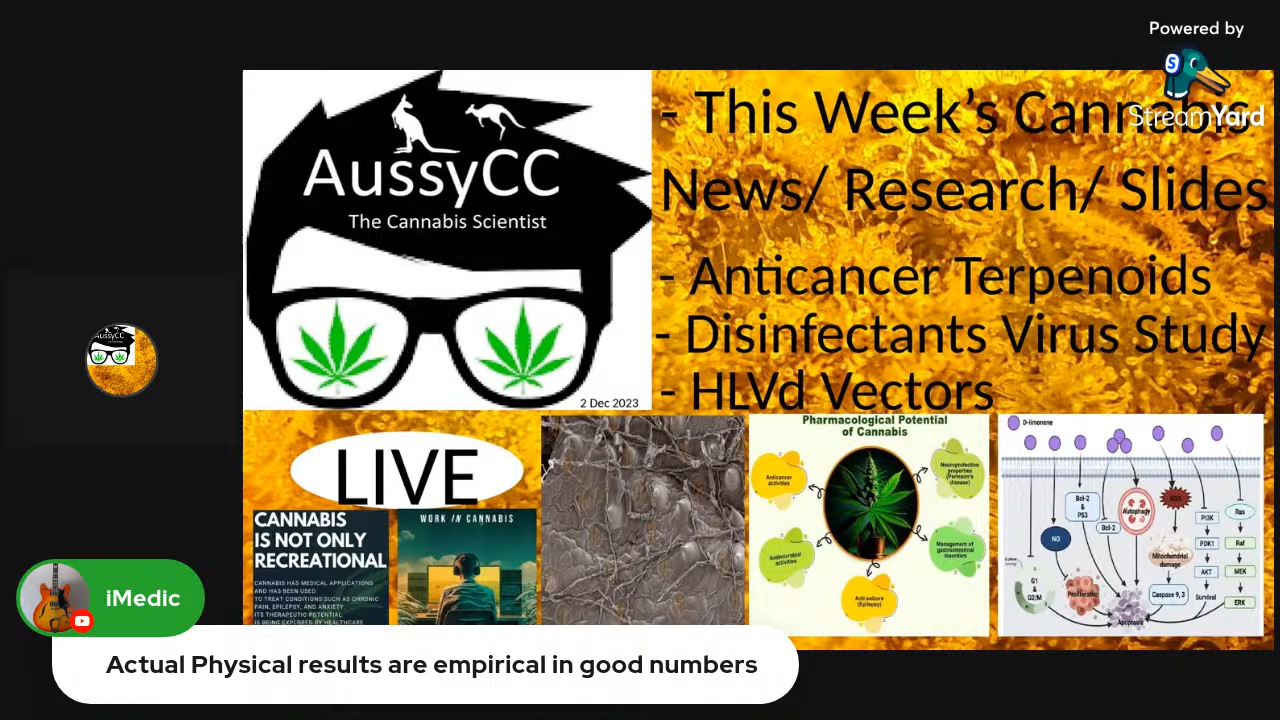 Powered by
StreamYard
- This Week's Cannabis
News/ Research/ Slides
- Anticancer Terpenoids
- Disinfectants Virus Study
- HLVd Vectors
AussyCC
The Cannabis Scientist
2 Dec 2023
AussyCC
LIVE
CANNABIS
IS NOT ONLY
RECREATIONAL
CANNABIS HAS MEDICAL APPLICATIONS
AND HAS BEEN USED
TO TREAT CONDITIONS SUCH AS CHRONIC
PAIN, EPILEPSY, AND ANXIETY
ITS THERAPEUTIC POTENTIAL
IS BEING EXPLORED BY HEALTHCARE
WORK IN CANNABIS
Pharmacological Potential
of Cannabis
Anticancer
activities
Neuroprotective
properties
(Parkinson's
disease)
Antimicrobial
activities
Management of
gastrointestinal
disorders
Anti-seizure
(Epilepsy)
D-limonene
Bcl-2
&
P53
Bcl-2
Autophagy
ROS
NO
PI3K
PDK1
AKT
Survival
Ras
Raf
MEK
ERK
Mitochondrial
damage
Caspase 9, 3
G1
G2/M
Proliferation
Apoptosis
iMedic
Actual Physical results are empirical in good numbers